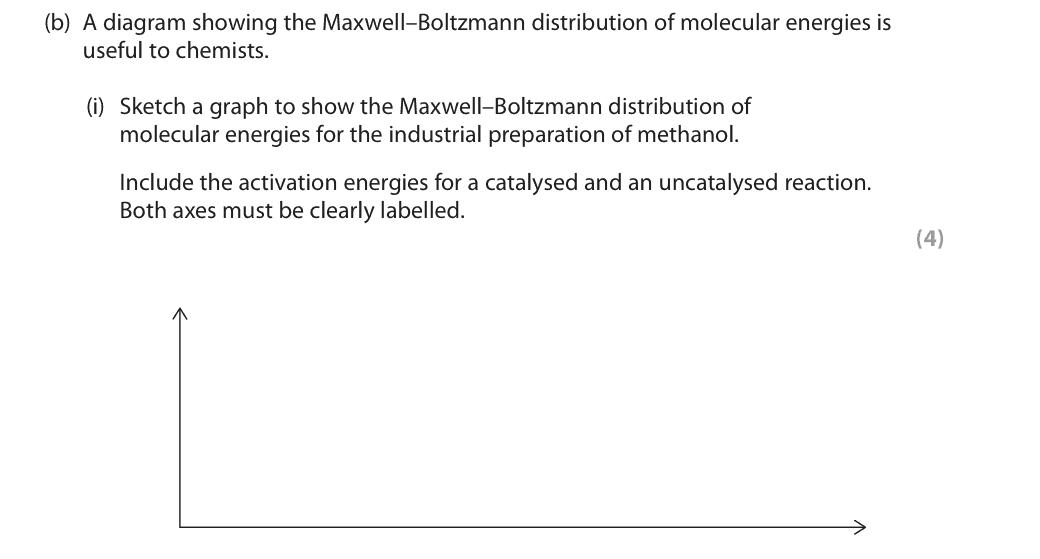 (b) A diagram showing the Maxwell–Boltzmann distribution of molecular energies is
useful to chemists.
(i) Sketch a graph to show the Maxwell–Boltzmann distribution of
molecular energies for the industrial preparation of methanol.
Include the activation energies for a catalysed and an uncatalysed reaction.
Both axes must be clearly labelled.
(4)